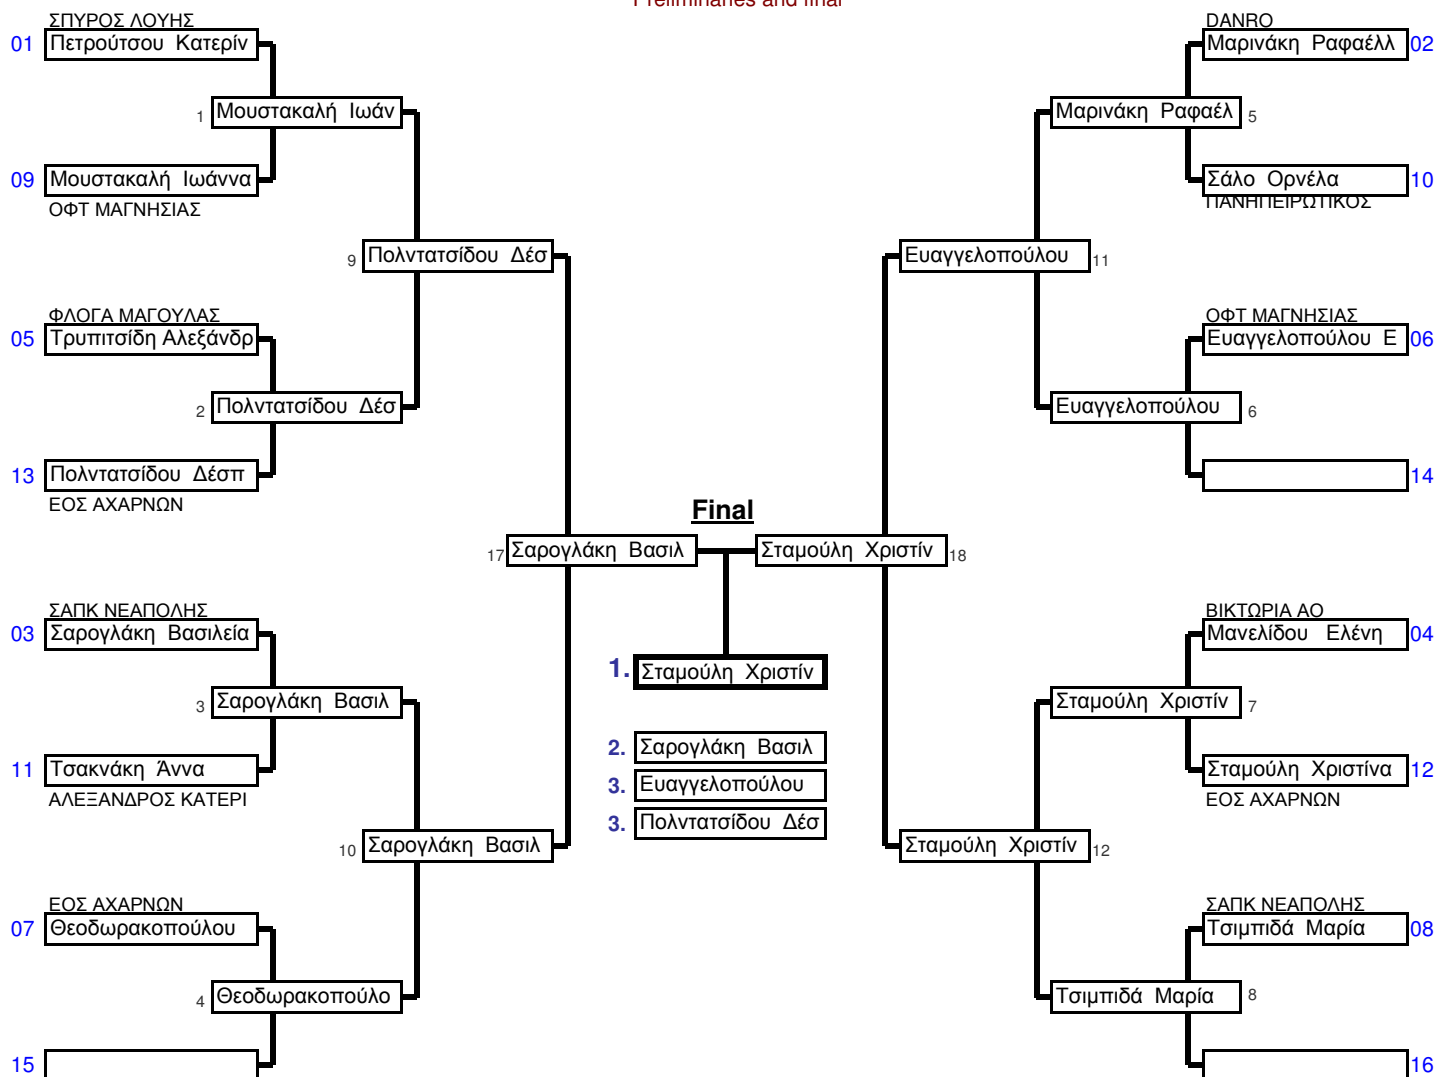 Preliminaries and final
ΣΠΥΡΟΣ ΛΟΥΗΣ
01 Πετρούτσου Κατερίν
1 Μουστακαλή Ιωάν
09 Μουστακαλή Ιωάννα
ΟΦΤ ΜΑΓΝΗΣΙΑΣ
9 Πολντατσίδου Δέσ
ΦΛΟΓΑ ΜΑΓΟΥΛΑΣ
05 Τρυπιτσίδη Αλεξάνδρ
2 Πολντατσίδου Δέσ
13 Πολντατσίδου Δέσπ
ΕΟΣ ΑΧΑΡΝΩΝ
17 Σαρογλάκη Βασιλ
ΣΑΠΚ ΝΕΑΠΟΛΗΣ
03 Σαρογλάκη Βασιλεία
3 Σαρογλάκη Βασιλ
11 Τσακνάκη Άννα
ΑΛΕΞΑΝΔΡΟΣ ΚΑΤΕΡΙ
10 Σαρογλάκη Βασιλ
ΕΟΣ ΑΧΑΡΝΩΝ
07 Θεοδωρακοπούλου
4 Θεοδωρακοπούλο
15
Final
1. Σταμούλη Χριστίν
2. Σαρογλάκη Βασιλ
3. Ευαγγελοπούλου
3. Πολντατσίδου Δέσ
DANRO
Μαρινάκη Ραφαέλλ 02
Μαρινάκη Ραφαέλ 5
Σάλο Ορνέλα 10
ΠΑΝΗΠΕΙΡΩΤΙΚΟΣ
Ευαγγελοπούλου 11
ΟΦΤ ΜΑΓΝΗΣΙΑΣ
Ευαγγελοπούλου Ε 06
Ευαγγελοπούλου 6
14
Σταμούλη Χριστίν 18
ΒΙΚΤΩΡΙΑ ΑΟ
Μανελίδου Ελένη 04
Σταμούλη Χριστίν 7
Σταμούλη Χριστίνα 12
ΕΟΣ ΑΧΑΡΝΩΝ
Σταμούλη Χριστίν 12
ΣΑΠΚ ΝΕΑΠΟΛΗΣ
Τσιμπιδά Μαρία 08
Τσιμπιδά Μαρία 8
16